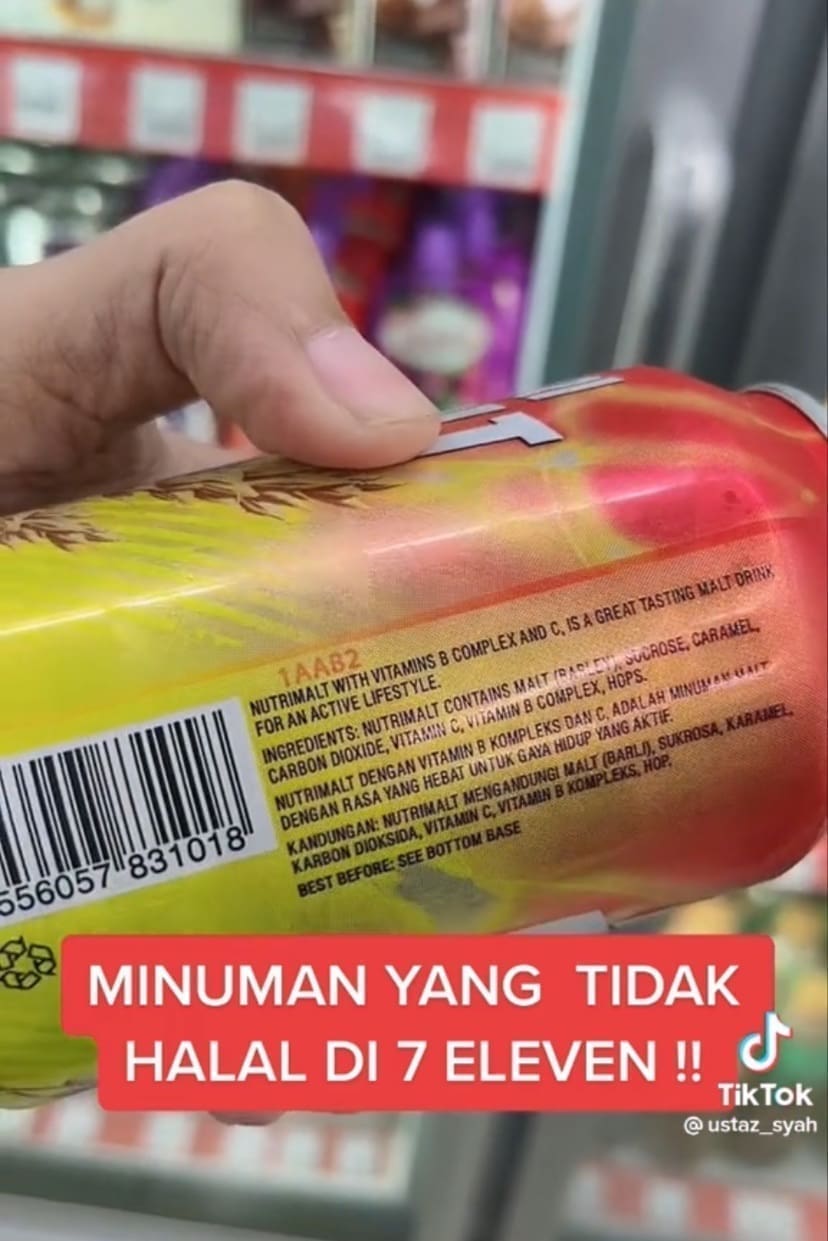 1AAB2
NUTRIMALT WITH VITAMINS B COMPLEX AND C, IS A GREAT TASTING MALT DRINK
FOR AN ACTIVE LIFESTYLE.
INGREDIENTS: NUTRIMALT CONTAINS MALT (BARLEY), SUCROSE, CARAMEL,
CARBON DIOXIDE, VITAMIN C, VITAMIN B COMPLEX, HOPS.
NUTRIMALT DENGAN VITAMIN B KOMPLEKS DAN C, ADALAH MINUMAN MALT
DENGAN RASA YANG HEBAT UNTUK GAYA HIDUP YANG AKTIF.
KANDUNGAN: NUTRIMALT MENGANDUNGI MALT (BARLI), SUKROSA, KARAMEL,
KARBON DIOKSIDA, VITAMIN C, VITAMIN B KOMPLEKS, HOP.
BEST BEFORE: SEE BOTTOM BASE
556057 831018
MINUMAN YANG TIDAK
HALAL DI 7 ELEVEN !!
TikTok
@ustaz_syah